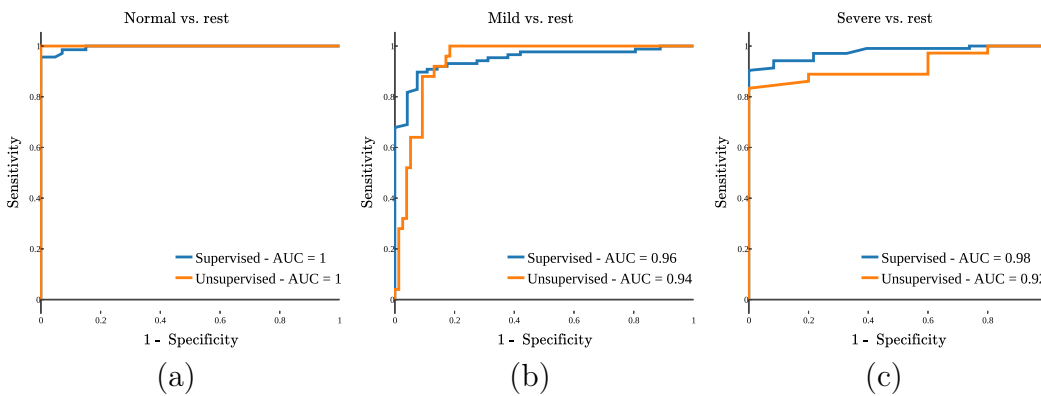 Normal vs. rest
Sensitivity
1
0.8
0.6
0.4
0.2
0
0 0.2 0.4 0.6 0.8 1
Supervised - AUC = 1
Unsupervised - AUC = 1
1 - Specificity
(a)
Mild vs. rest
Sensitivity
1
0.8
0.6
0.4
0.2
0
0 0.2 0.4 0.6 0.8 1
Supervised - AUC = 0.96
Unsupervised - AUC = 0.94
1 - Specificity
(b)
Severe vs. rest
Sensitivity
1
0.8
0.6
0.4
0.2
0
0 0.2 0.4 0.6 0.8
Supervised - AUC = 0.98
Unsupervised - AUC =
1 - Specificity
(c)